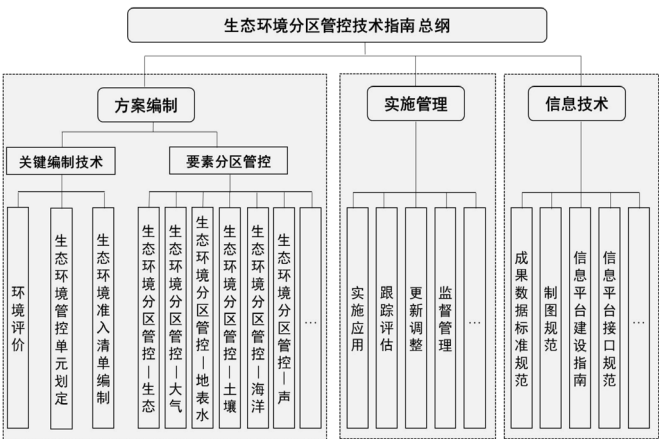 生态环境分区管控技术指南 总纲
方案编制
实施管理
信息技术
关键编制技术
要素分区管控
环境评价
生态环境管控单元划定
生态环境准入清单编制
生态环境分区管控—生态
生态环境分区管控—大气
生态环境分区管控—地表水
生态环境分区管控—土壤
生态环境分区管控—海洋
生态环境分区管控—声
…
实施应用
跟踪评估
更新调整
监督管理
…
成果数据标准规范
制图规范
信息平台建设指南
信息平台接口规范
…